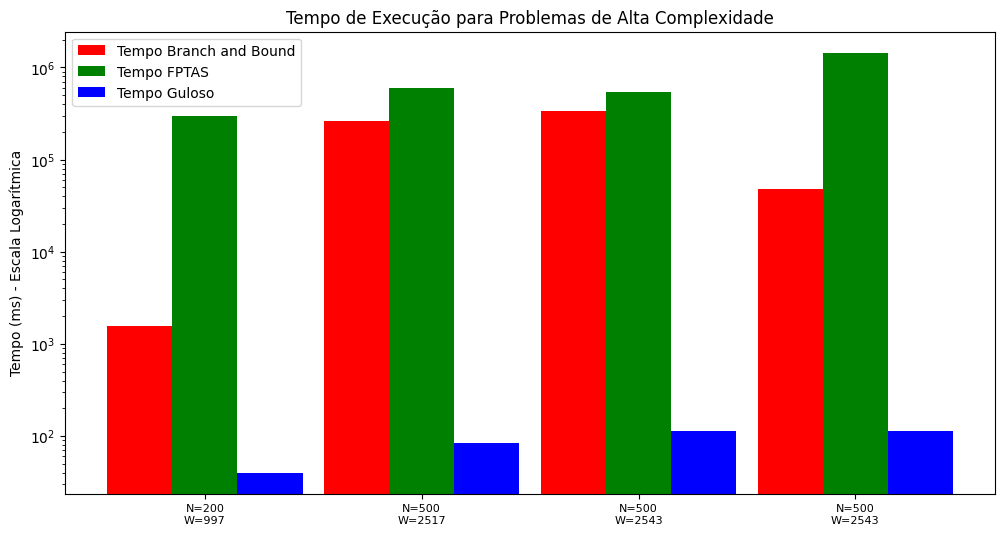 Tempo de Execução para Problemas de Alta Complexidade
Tempo Branch and Bound
Tempo FPTAS
Tempo Guloso
Tempo (ms) - Escala Logarítmica
10^6
10^5
10^4
10^3
10^2
N=200
W=997
N=500
W=2517
N=500
W=2543
N=500
W=2543